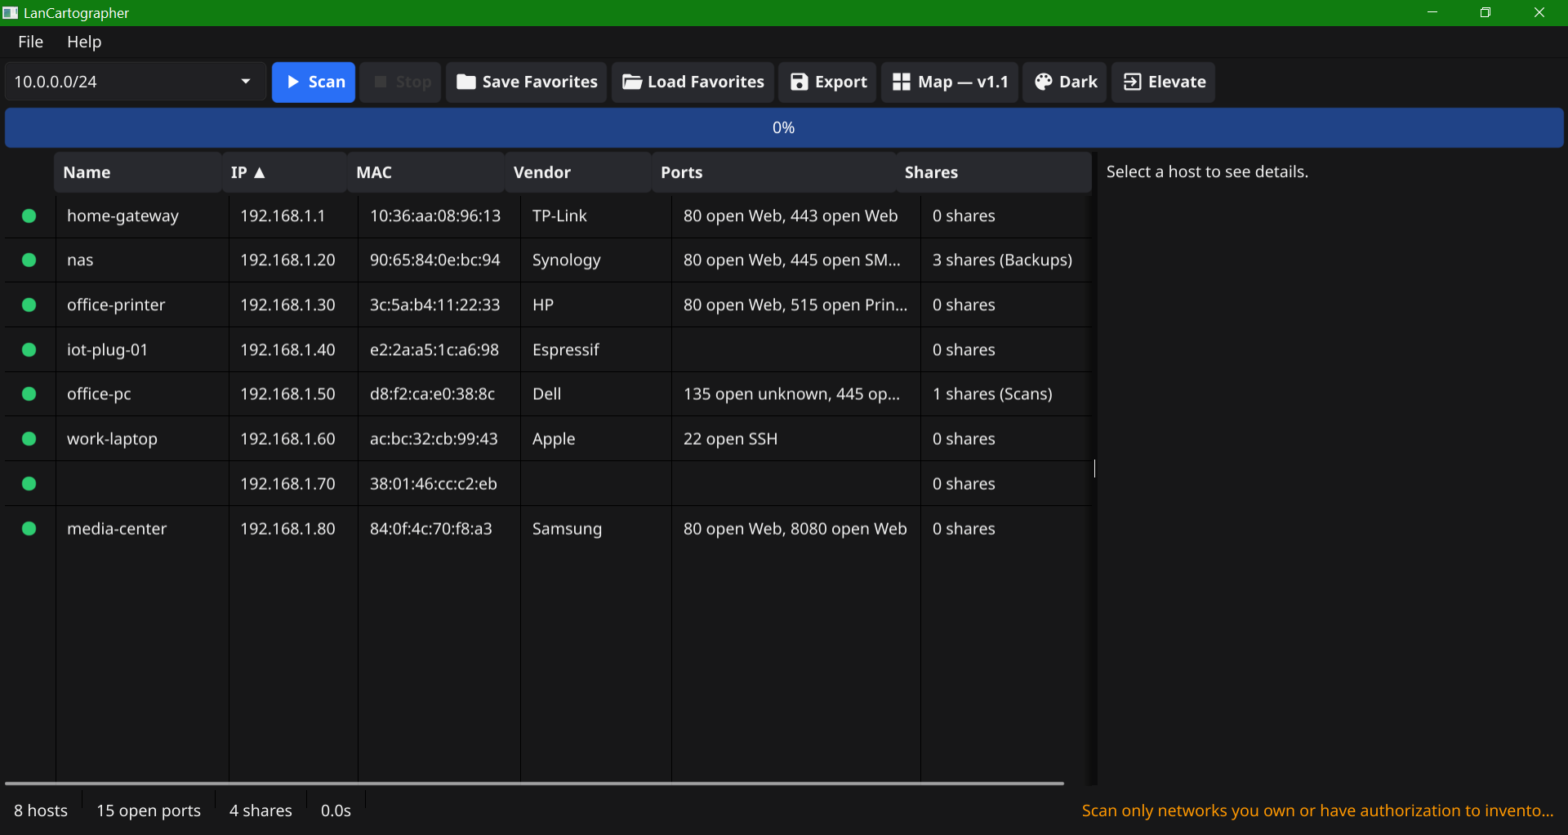 LanCartographer
File Help
10.0.0.0/24 Scan Stop Save Favorites Load Favorites Export Map — v1.1 Dark Elevate
0%
Name IP ▲ MAC Vendor Ports Shares
Select a host to see details.
home-gateway 192.168.1.1 10:36:aa:08:96:13 TP-Link 80 open Web, 443 open Web 0 shares
nas 192.168.1.20 90:65:84:0e:bc:94 Synology 80 open Web, 445 open SM... 3 shares (Backups)
office-printer 192.168.1.30 3c:5a:b4:11:22:33 HP 80 open Web, 515 open Prin... 0 shares
iot-plug-01 192.168.1.40 e2:2a:a5:1c:a6:98 Espressif 0 shares
office-pc 192.168.1.50 d8:f2:ca:e0:38:8c Dell 135 open unknown, 445 op... 1 shares (Scans)
work-laptop 192.168.1.60 ac:bc:32:cb:99:43 Apple 22 open SSH 0 shares
192.168.1.70 38:01:46:cc:c2:eb 0 shares
media-center 192.168.1.80 84:0f:4c:70:f8:a3 Samsung 80 open Web, 8080 open Web 0 shares
8 hosts 15 open ports 4 shares 0.0s Scan only networks you own or have authorization to invento...